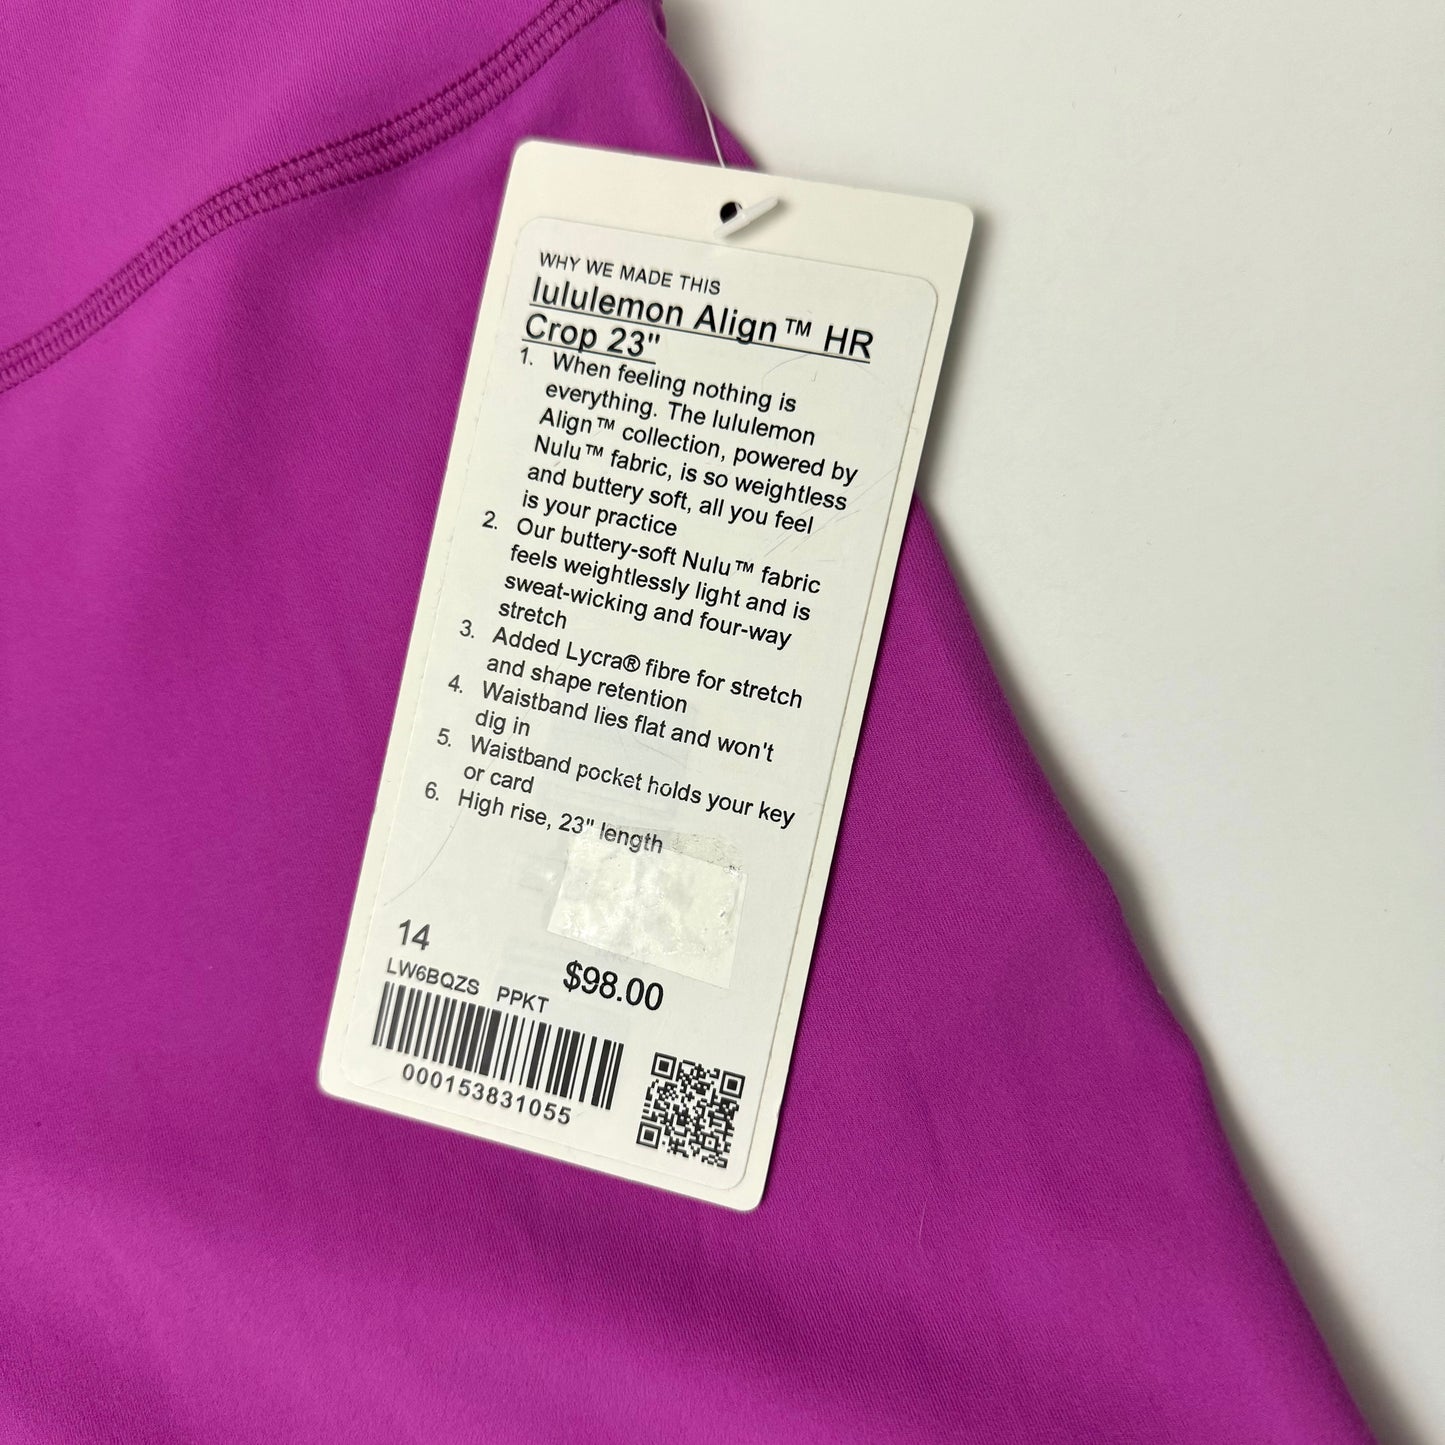 WHY WE MADE THIS
lululemon Align™ HR
Crop 23"
1. When feeling nothing is
everything. The lululemon
Align™ collection, powered by
Nulu™ fabric, is so weightless
and buttery soft, all you feel
is your practice
2. Our buttery-soft Nulu™ fabric
feels weightlessly light and is
sweat-wicking and four-way
stretch
3. Added Lycra® fibre for stretch
and shape retention
4. Waistband lies flat and won't
dig in
5. Waistband pocket holds your key
or card
6. High rise, 23" length
14
$98.00
LW6BQZS PPKT
000153831055